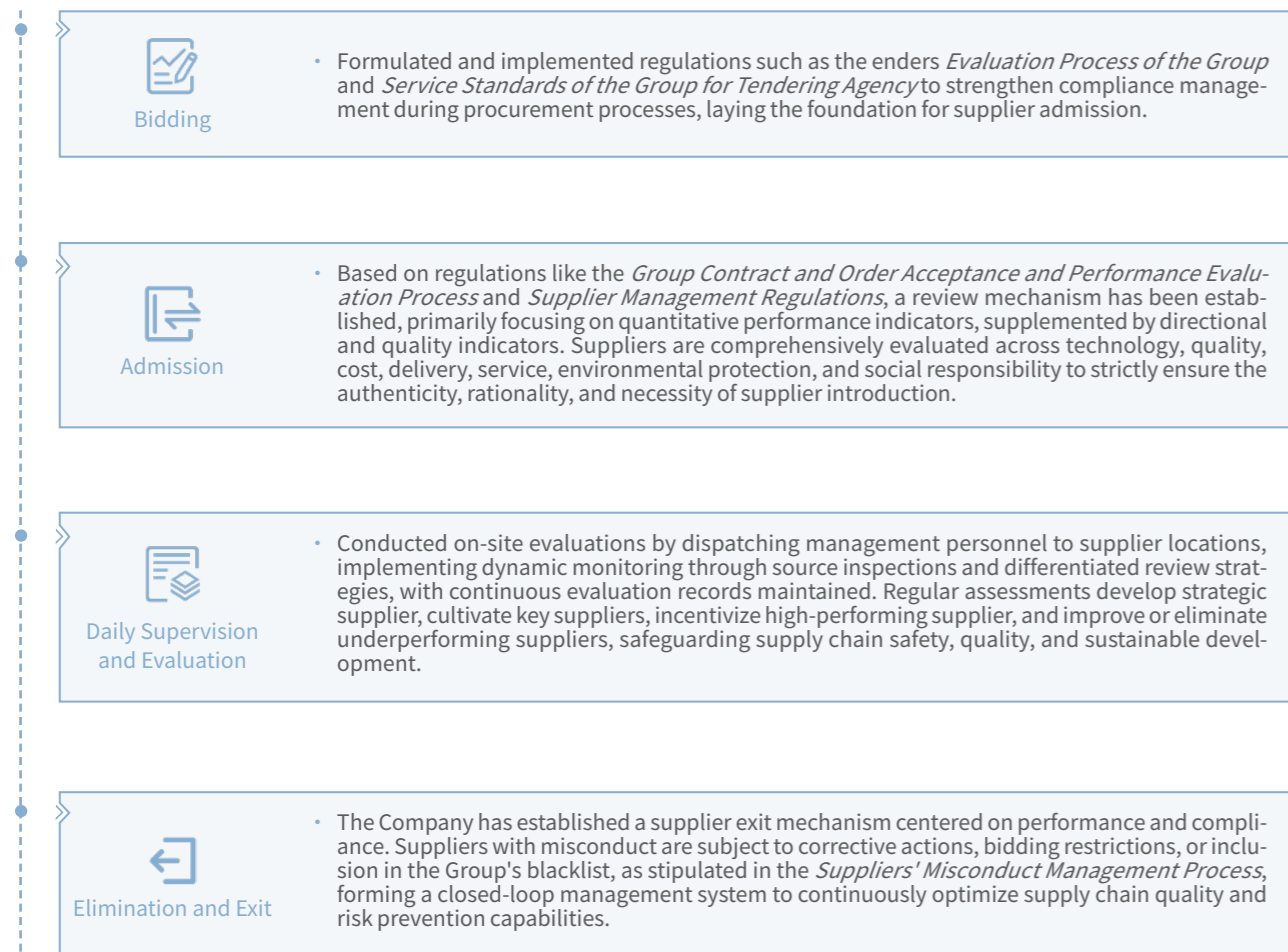 Bidding
• Formulated and implemented regulations such as the enders Evaluation Process of the Group
and Service Standards of the Group for Tendering Agency to strengthen compliance manage-
ment during procurement processes, laying the foundation for supplier admission.
Admission
• Based on regulations like the Group Contract and Order Acceptance and Performance Evalu-
ation Process and Supplier Management Regulations, a review mechanism has been estab-
lished, primarily focusing on quantitative performance indicators, supplemented by directional
and quality indicators. Suppliers are comprehensively evaluated across technology, quality,
cost, delivery, service, environmental protection, and social responsibility to strictly ensure the
authenticity, rationality, and necessity of supplier introduction.
Daily Supervision
and Evaluation
• Conducted on-site evaluations by dispatching management personnel to supplier locations,
implementing dynamic monitoring through source inspections and differentiated review strat-
egies, with continuous evaluation records maintained. Regular assessments develop strategic
supplier, cultivate key suppliers, incentivize high-performing supplier, and improve or eliminate
underperforming suppliers, safeguarding supply chain safety, quality, and sustainable devel-
opment.
Elimination and Exit
• The Company has established a supplier exit mechanism centered on performance and compli-
ance. Suppliers with misconduct are subject to corrective actions, bidding restrictions, or inclu-
sion in the Group's blacklist, as stipulated in the Suppliers' Misconduct Management Process,
forming a closed-loop management system to continuously optimize supply chain quality and
risk prevention capabilities.